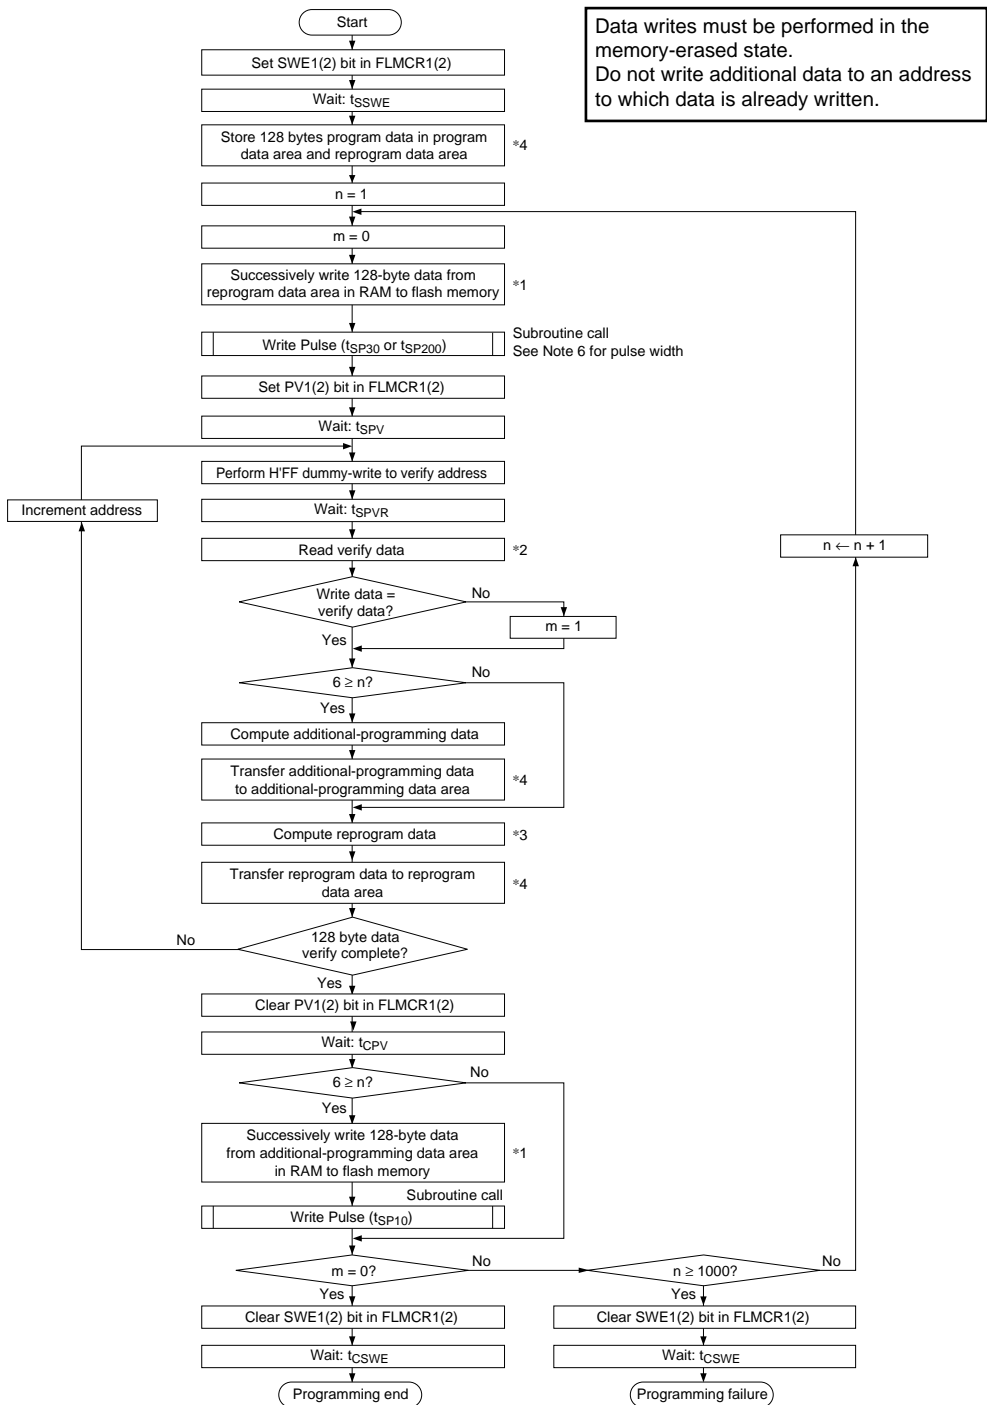 Start
Data writes must be performed in the
memory-erased state.
Do not write additional data to an address
to which data is already written.
Set SWE1(2) bit in FLMCR1(2)
Wait: tSSWE
Store 128 bytes program data in program
data area and reprogram data area
*4
n = 1
m = 0
Successively write 128-byte data from
reprogram data area in RAM to flash memory
*1
Write Pulse (tSP30 or tSP200)
Subroutine call
See Note 6 for pulse width
Set PV1(2) bit in FLMCR1(2)
Wait: tSPV
Perform H'FF dummy-write to verify address
Increment address
Wait: tSPVR
Read verify data
*2
n ← n + 1
Write data =
verify data?
No
m = 1
Yes
6 ≥ n?
No
Yes
Compute additional-programming data
Transfer additional-programming data
to additional-programming data area
*4
Compute reprogram data
*3
Transfer reprogram data to reprogram
data area
*4
128 byte data
verify complete?
No
Yes
Clear PV1(2) bit in FLMCR1(2)
Wait: tCPV
6 ≥ n?
No
Yes
Successively write 128-byte data
from additional-programming data area
in RAM to flash memory
*1
Subroutine call
Write Pulse (tSP10)
m = 0?
No
n ≥ 1000?
No
Yes
Yes
Clear SWE1(2) bit in FLMCR1(2)
Clear SWE1(2) bit in FLMCR1(2)
Wait: tCSWE
Wait: tCSWE
Programming end
Programming failure